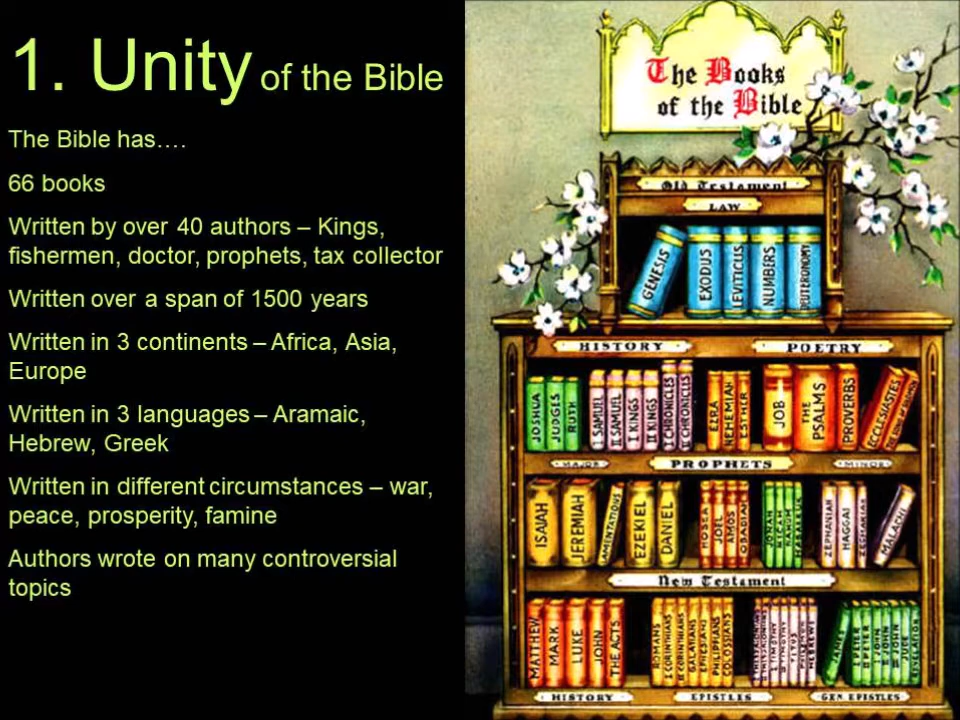 1. Unity of the Bible
The Bible has....
66 books
Written by over 40 authors – Kings,
fishermen, doctor, prophets, tax collector
Written over a span of 1500 years
Written in 3 continents – Africa, Asia,
Europe
Written in 3 languages – Aramaic,
Hebrew, Greek
Written in different circumstances – war,
peace, prosperity, famine
Authors wrote on many controversial
topics
The Books
of the Bible
Old Testament
LAW
GENESIS
EXODUS
LEVITICUS
NUMBERS
DEUTERONOMY
HISTORY
POETRY
JOSHUA
JUDGES
RUTH
I SAMUEL
II SAMUEL
I KINGS
II KINGS
I CHRONICLES
II CHRONICLES
EZRA
NEHEMIAH
ESTHER
JOB
THE PSALMS
PROVERBS
ECCLESIASTES
MAJOR
PROPHETS
MINOR
ISAIAH
JEREMIAH
LAMENTATIONS
EZEKIEL
DANIEL
HOSEA
JOEL
AMOS
OBADIAH
JONAH
MICAH
NAHUM
HABAKKUK
ZEPHANIAH
HAGGAI
ZECHARIAH
MALACHI
New Testament
MATTHEW
MARK
LUKE
JOHN
THE ACTS
ROMANS
I CORINTHIANS
II CORINTHIANS
GALATIANS
EPHESIANS
PHILIPPIANS
COLOSSIANS
I THESSALONIANS
II THESSALONIANS
I TIMOTHY
II TIMOTHY
TITUS
PHILEMON
HEBREWS
JAMES
I PETER
II PETER
I JOHN
II JOHN
III JOHN
JUDE
REVELATION
HISTORY
EPISTLES
GEN EPISTLES